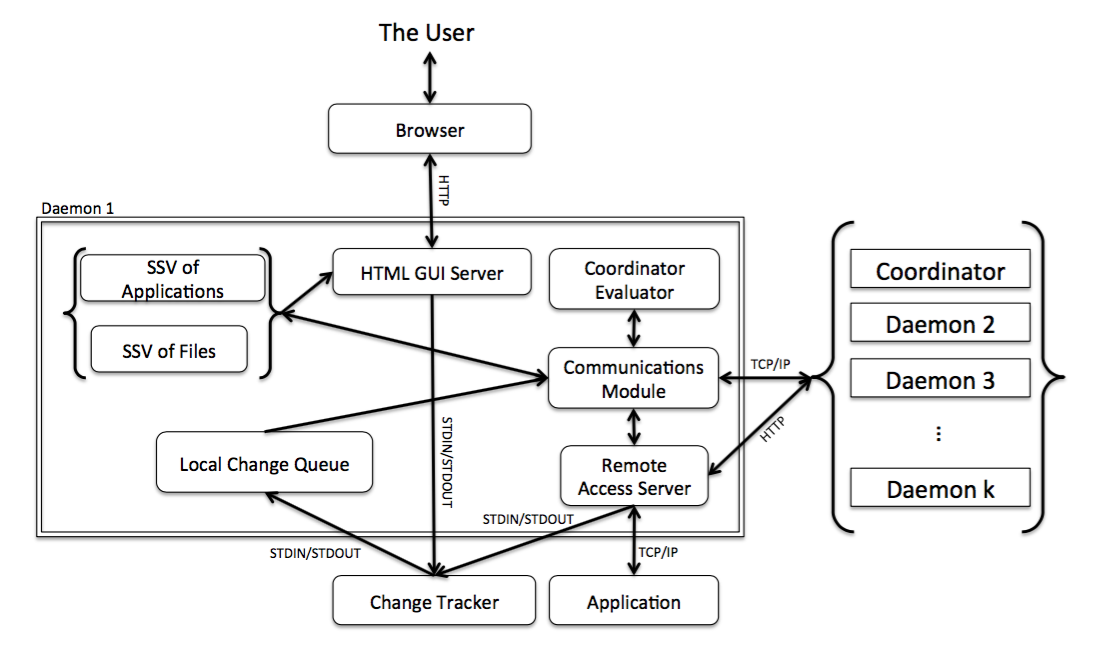 The User
Browser
HTTP
Daemon 1
SSV of
Applications
SSV of Files
HTML GUI Server
Coordinator
Evaluator
Communications
Module
TCP/IP
HTTP
Local Change Queue
STDIN/STDOUT
Remote
Access Server
STDIN/STDOUT
STDIN/STDOUT
TCP/IP
Change Tracker
Application
Coordinator
Daemon 2
Daemon 3
...
Daemon k